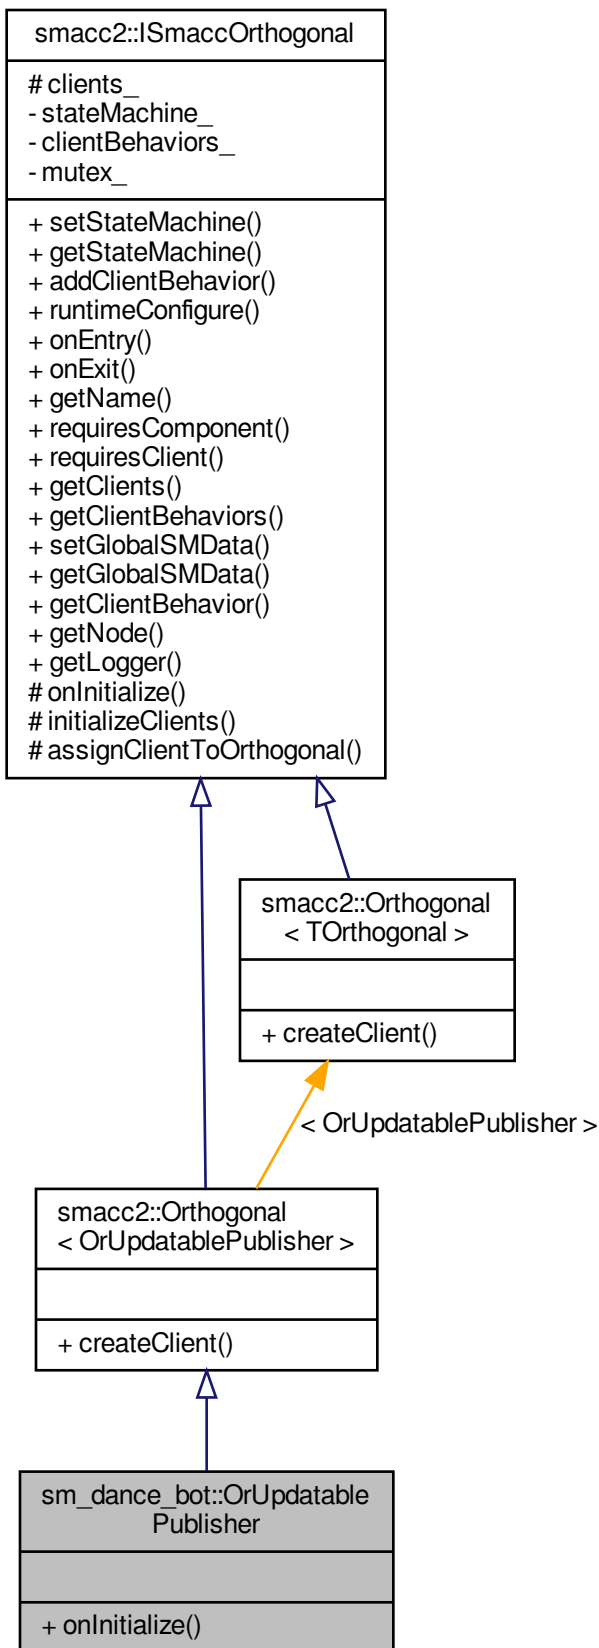 smacc2::ISmaccOrthogonal
# clients_
- stateMachine_
- clientBehaviors_
- mutex_
+ setStateMachine()
+ getStateMachine()
+ addClientBehavior()
+ runtimeConfigure()
+ onEntry()
+ onExit()
+ getName()
+ requiresComponent()
+ requiresClient()
+ getClients()
+ getClientBehaviors()
+ setGlobalSMData()
+ getGlobalSMData()
+ getClientBehavior()
+ getNode()
+ getLogger()
# onInitialize()
# initializeClients()
# assignClientToOrthogonal()
smacc2::Orthogonal
< TOrthogonal >
+ createClient()
< OrUpdatablePublisher >
smacc2::Orthogonal
< OrUpdatablePublisher >
+ createClient()
sm_dance_bot::OrUpdatable
Publisher
+ onInitialize()